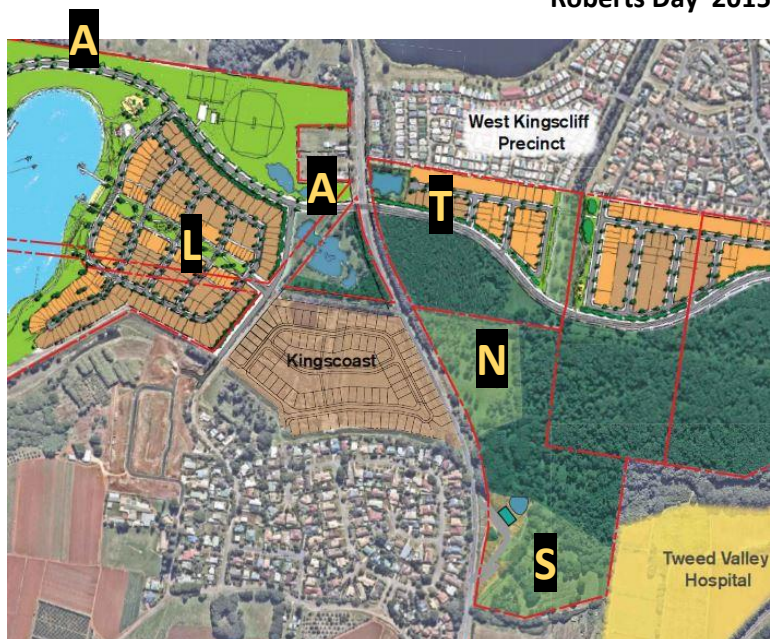 Roberts Day 2015
A
West Kingscliff
Precinct
A
T
L
Kingscoast
N
S
Tweed Valley
Hospital